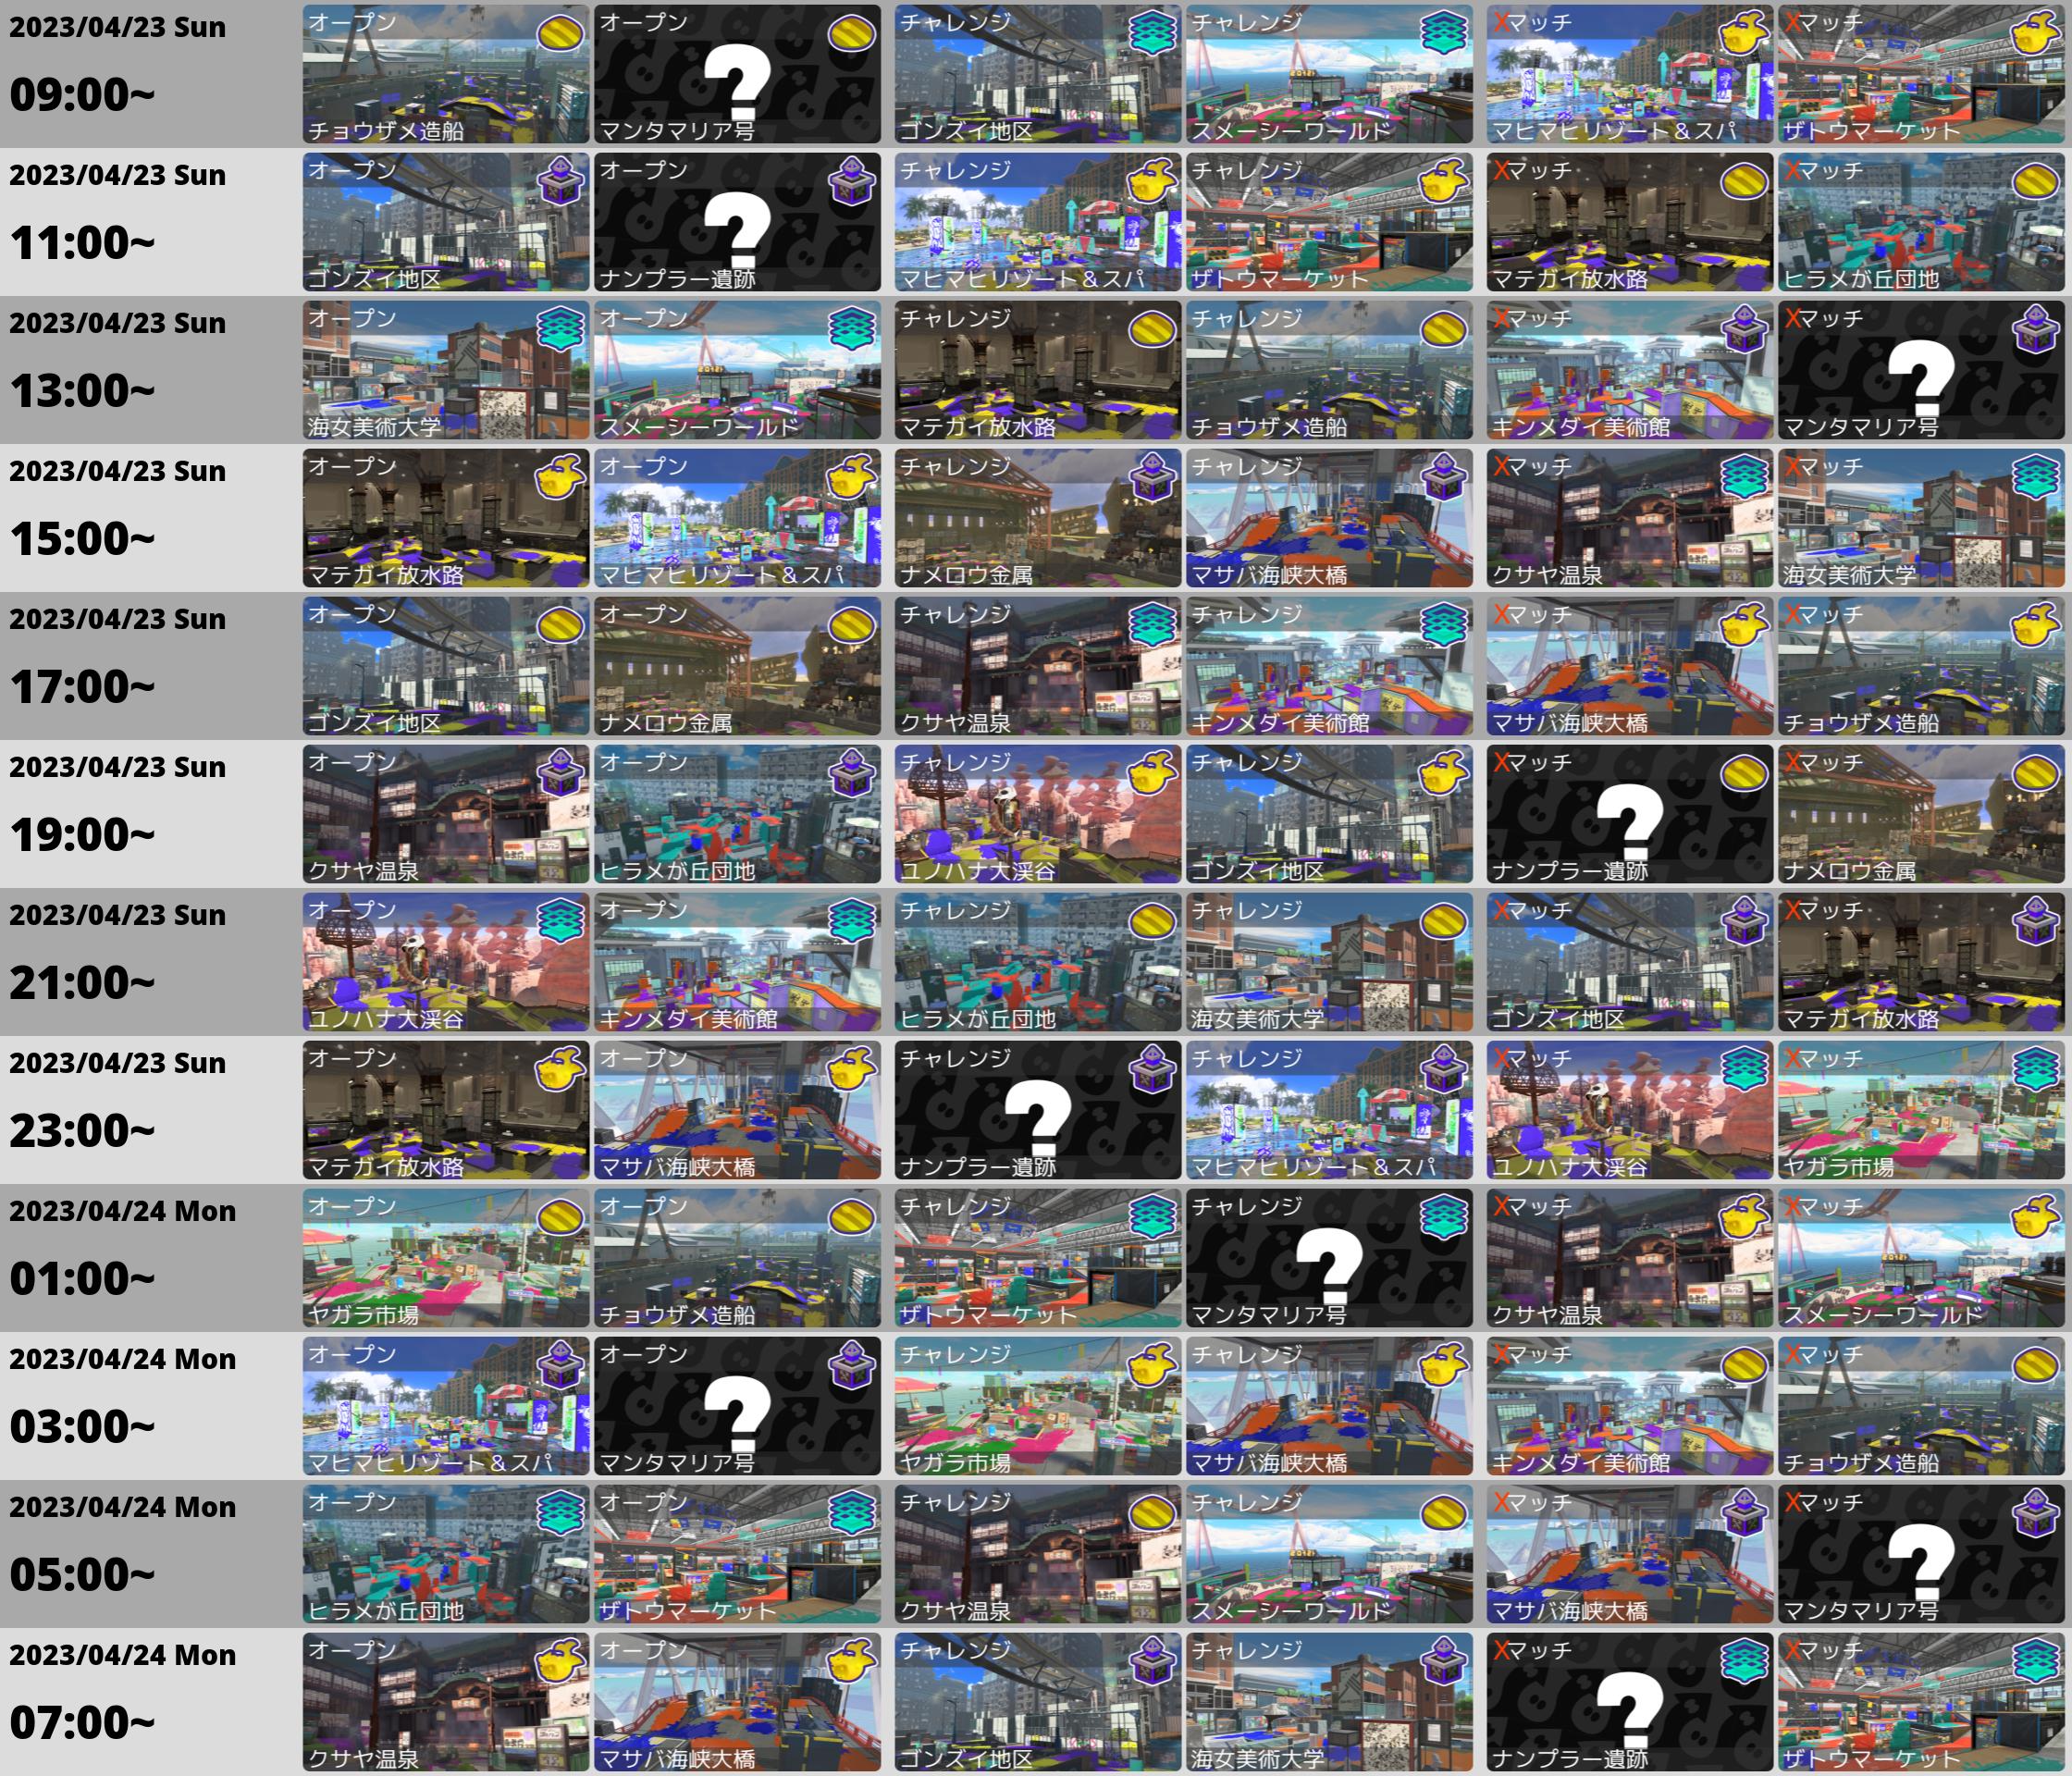 2023/04/23 Sun
09:00~
オープン
チョウザメ造船
オープン
マンタマリア号
チャレンジ
ゴンズイ地区
チャレンジ
スメーシーワールド
Xマッチ
マヒマヒリゾート＆スパ
Xマッチ
ザトウマーケット
2023/04/23 Sun
11:00~
オープン
ゴンズイ地区
オープン
ナンプラー遺跡
チャレンジ
マヒマヒリゾート＆スパ
チャレンジ
ザトウマーケット
Xマッチ
マテガイ放水路
Xマッチ
ヒラメが丘団地
2023/04/23 Sun
13:00~
オープン
海女美術大学
オープン
スメーシーワールド
チャレンジ
マテガイ放水路
チャレンジ
チョウザメ造船
Xマッチ
キンメダイ美術館
Xマッチ
マンタマリア号
2023/04/23 Sun
15:00~
オープン
マテガイ放水路
オープン
マヒマヒリゾート＆スパ
チャレンジ
ナメロウ金属
チャレンジ
マサバ海峡大橋
Xマッチ
クサヤ温泉
Xマッチ
海女美術大学
2023/04/23 Sun
17:00~
オープン
ゴンズイ地区
オープン
ナメロウ金属
チャレンジ
クサヤ温泉
チャレンジ
キンメダイ美術館
Xマッチ
マサバ海峡大橋
Xマッチ
チョウザメ造船
2023/04/23 Sun
19:00~
オープン
クサヤ温泉
オープン
ヒラメが丘団地
チャレンジ
ユノハナ大渓谷
チャレンジ
ゴンズイ地区
Xマッチ
ナンプラー遺跡
Xマッチ
ナメロウ金属
2023/04/23 Sun
21:00~
オープン
ユノハナ大渓谷
オープン
キンメダイ美術館
チャレンジ
ヒラメが丘団地
チャレンジ
海女美術大学
Xマッチ
ゴンズイ地区
Xマッチ
マテガイ放水路
2023/04/23 Sun
23:00~
オープン
マテガイ放水路
オープン
マサバ海峡大橋
チャレンジ
ナンプラー遺跡
チャレンジ
マヒマヒリゾート＆スパ
Xマッチ
ユノハナ大渓谷
Xマッチ
ヤガラ市場
2023/04/24 Mon
01:00~
オープン
ヤガラ市場
オープン
チョウザメ造船
チャレンジ
ザトウマーケット
チャレンジ
マンタマリア号
Xマッチ
クサヤ温泉
Xマッチ
スメーシーワールド
2023/04/24 Mon
03:00~
オープン
マヒマヒリゾート＆スパ
オープン
マンタマリア号
チャレンジ
ヤガラ市場
チャレンジ
マサバ海峡大橋
Xマッチ
キンメダイ美術館
Xマッチ
チョウザメ造船
2023/04/24 Mon
05:00~
オープン
ヒラメが丘団地
オープン
ザトウマーケット
チャレンジ
クサヤ温泉
チャレンジ
スメーシーワールド
Xマッチ
マサバ海峡大橋
Xマッチ
マンタマリア号
2023/04/24 Mon
07:00~
オープン
クサヤ温泉
オープン
マサバ海峡大橋
チャレンジ
ゴンズイ地区
チャレンジ
海女美術大学
Xマッチ
ナンプラー遺跡
Xマッチ
ザトウマーケット